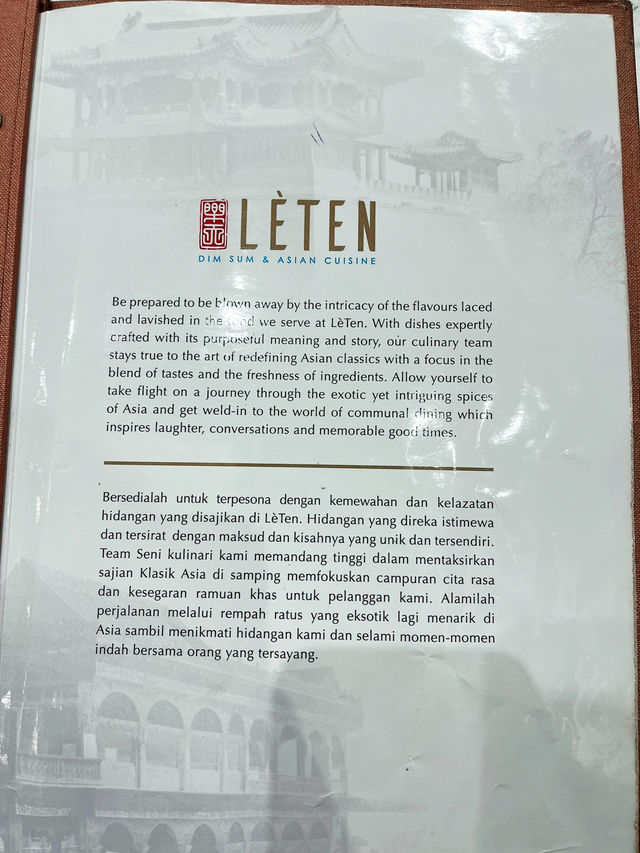 LÈTEN
DIM SUM & ASIAN CUISINE
Be prepared to be blown away by the intricacy of the flavours laced
and lavished in the food we serve at LèTen. With dishes expertly
crafted with its purposeful meaning and story, our culinary team
stays true to the art of redefining Asian classics with a focus in the
blend of tastes and the freshness of ingredients. Allow yourself to
take flight on a journey through the exotic yet intriguing spices
of Asia and get weld-in to the world of communal dining which
inspires laughter, conversations and memorable good times.
Bersedialah untuk terpesona dengan kemewahan dan kelazatan
hidangan yang disajikan di LèTen. Hidangan yang direka istimewa
dan tersirat dengan maksud dan kisahnya yang unik dan tersendiri.
Team Seni kulinari kami memandang tinggi dalam mentaksirkan
sajian Klasik Asia di samping memfokuskan campuran cita rasa
dan kesegaran ramuan khas untuk pelanggan kami. Alamilah
perjalanan melalui rempah ratus yang eksotik lagi menarik di
Asia sambil menikmati hidangan kami dan selami momen-momen
indah bersama orang yang tersayang.